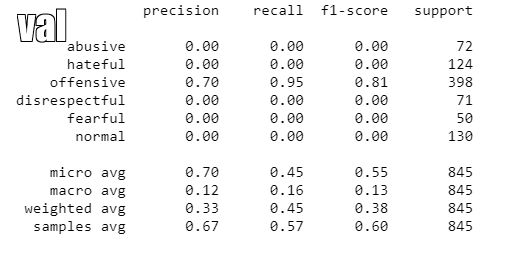 val
precision recall f1-score support
abusive 0.00 0.00 0.00 72
hateful 0.00 0.00 0.00 124
offensive 0.70 0.95 0.81 398
disrespectful 0.00 0.00 0.00 71
fearful 0.00 0.00 0.00 50
normal 0.00 0.00 0.00 130
micro avg 0.70 0.45 0.55 845
macro avg 0.12 0.16 0.13 845
weighted avg 0.33 0.45 0.38 845
samples avg 0.67 0.57 0.60 845